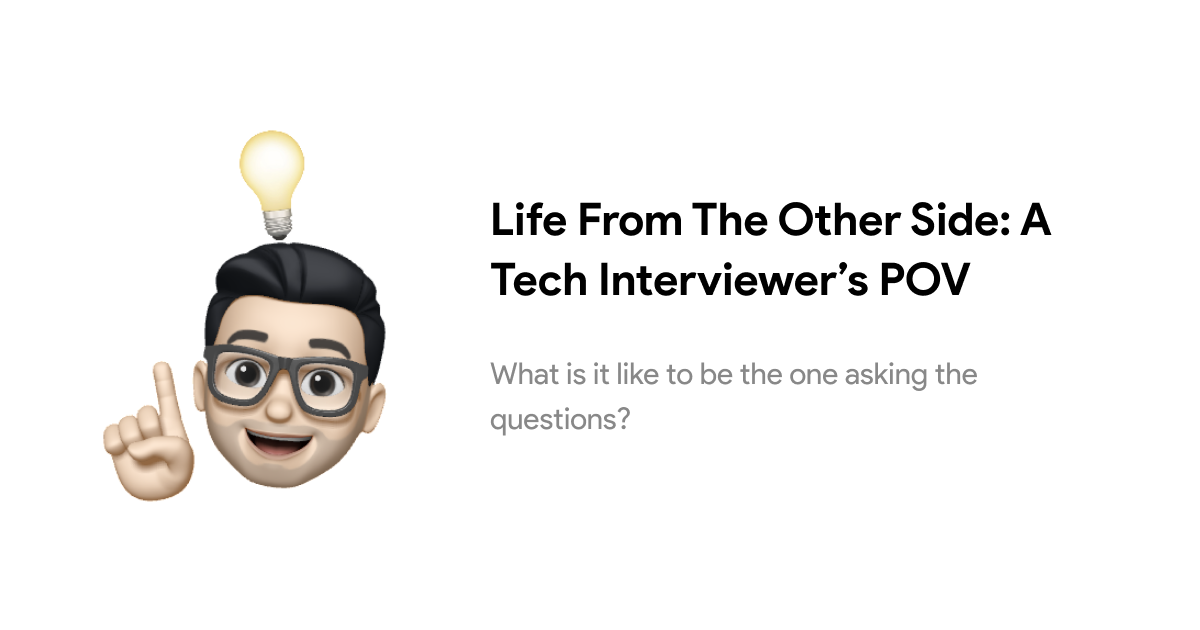 Life From The Other Side: A
Tech Interviewer’s POV
What is it like to be the one asking the
questions?